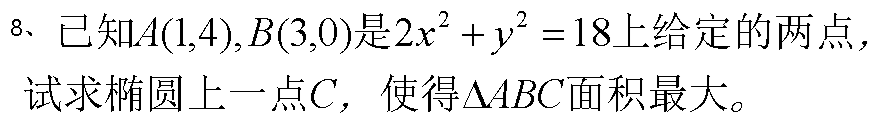 8、已知A(1,4), B(3,0)是2x² + y² = 18上给定的两点，
试求椭圆上一点C，使得ΔABC面积最大。